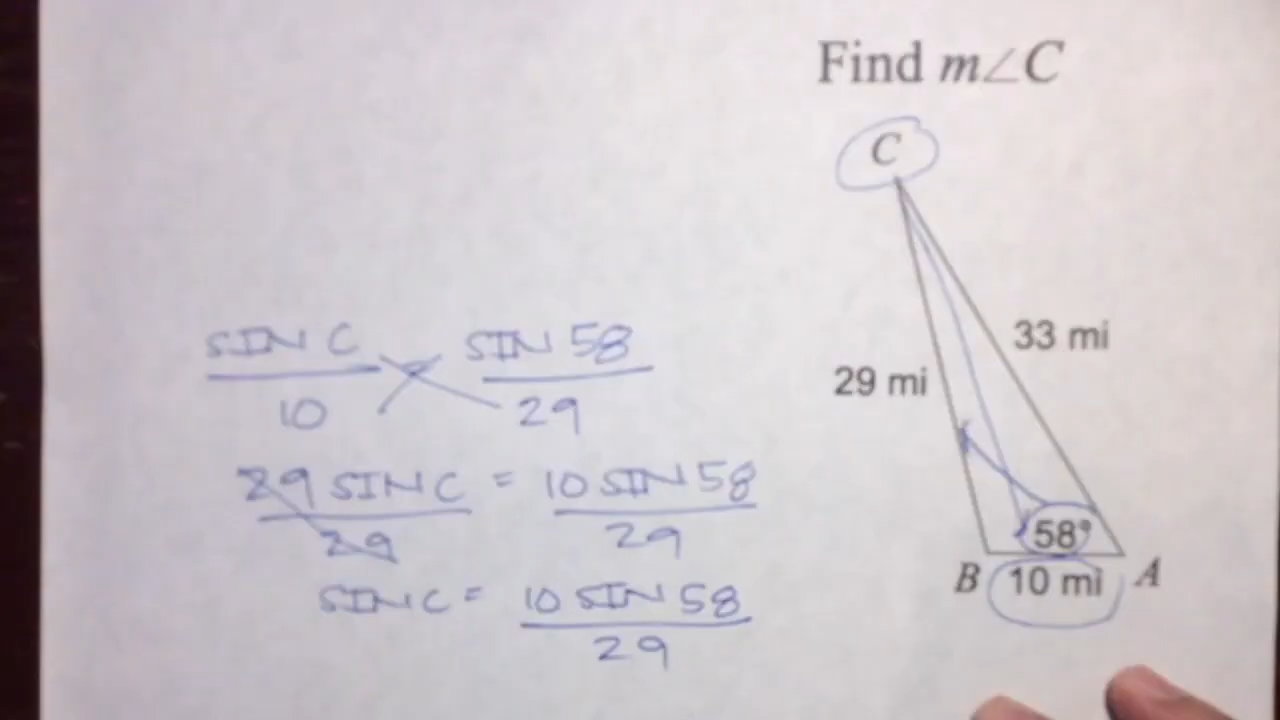 Find m∠C
C
33 mi
29 mi
58°
B 10 mi A
SIN C SIN 58
10 29
29 SIN C = 10 SIN 58
29 29
SIN C = 10 SIN 58
29